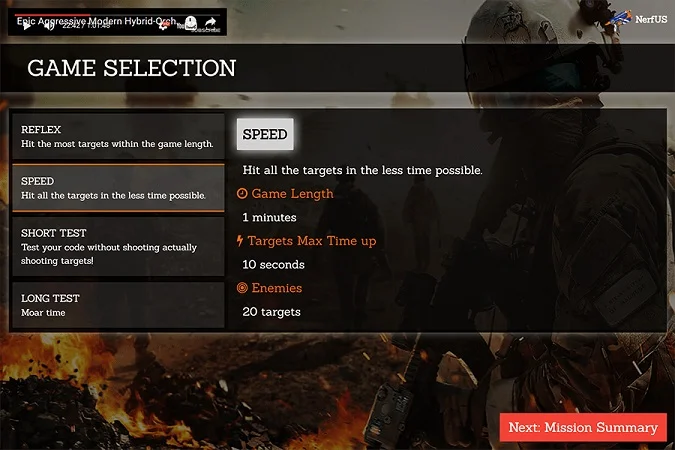 Epic Aggressive Modern Hybrid-Orch
SUBSCRIBE
NerfUS
GAME SELECTION
REFLEX
Hit the most targets within the game length.
SPEED
Hit all the targets in the less time possible.
SHORT TEST
Test your code without shooting actually
shooting targets!
LONG TEST
Moar time
SPEED
Hit all the targets in the less time possible.
Game Length
1 minutes
Targets Max Time up
10 seconds
Enemies
20 targets
Next: Mission Summary